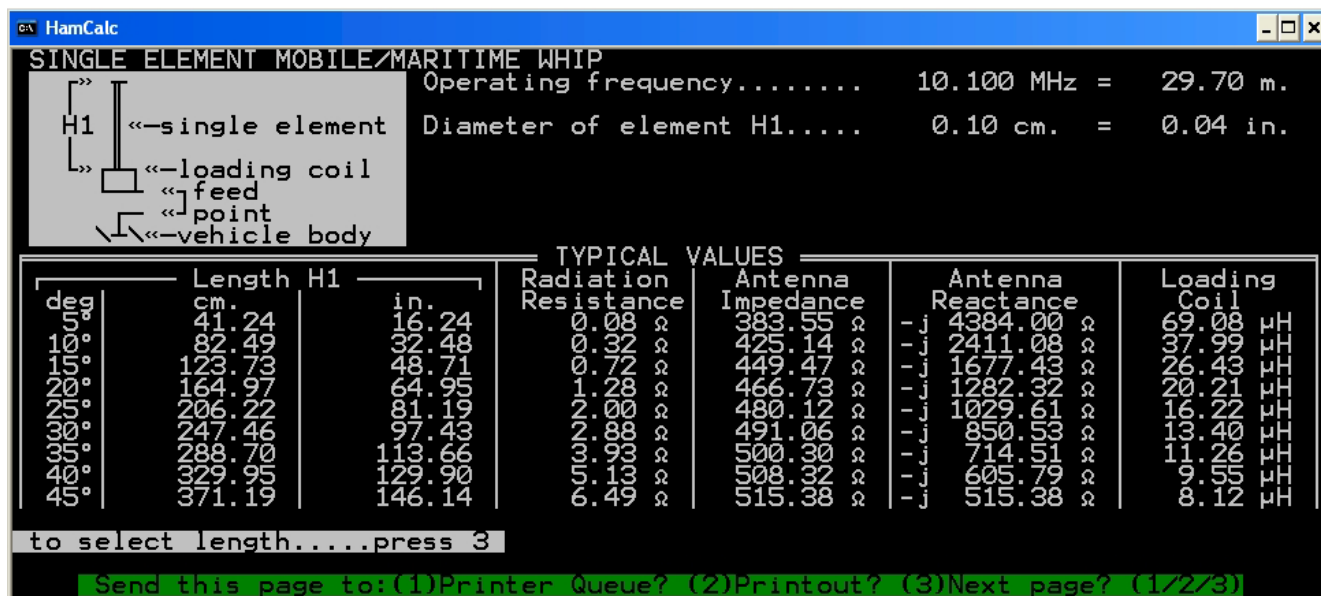 HamCalc
SINGLE ELEMENT MOBILE/MARITIME WHIP
Operating frequency........ 10.100 MHz = 29.70 m.
H1 «—single element Diameter of element H1..... 0.10 cm. = 0.04 in.
«—loading coil
feed
point
«—vehicle body
TYPICAL VALUES
Length H1 Radiation Antenna Antenna Loading
deg cm. in. Resistance Impedance Reactance Coil
5° 41.24 16.24 0.08 Ω 383.55 Ω -j 4384.00 Ω 69.08 µH
10° 82.49 32.48 0.32 Ω 425.14 Ω -j 2411.08 Ω 37.99 µH
15° 123.73 48.71 0.72 Ω 449.47 Ω -j 1677.43 Ω 26.43 µH
20° 164.97 64.95 1.28 Ω 466.73 Ω -j 1282.32 Ω 20.21 µH
25° 206.22 81.19 2.00 Ω 480.12 Ω -j 1029.61 Ω 16.22 µH
30° 247.46 97.43 2.88 Ω 491.06 Ω -j 850.53 Ω 13.40 µH
35° 288.70 113.66 3.93 Ω 500.30 Ω -j 714.51 Ω 11.26 µH
40° 329.95 129.90 5.13 Ω 508.32 Ω -j 605.79 Ω 9.55 µH
45° 371.19 146.14 6.49 Ω 515.38 Ω -j 515.38 Ω 8.12 µH
to select length.....press 3
Send this page to:(1)Printer Queue? (2)Printout? (3)Next page? (1/2/3)